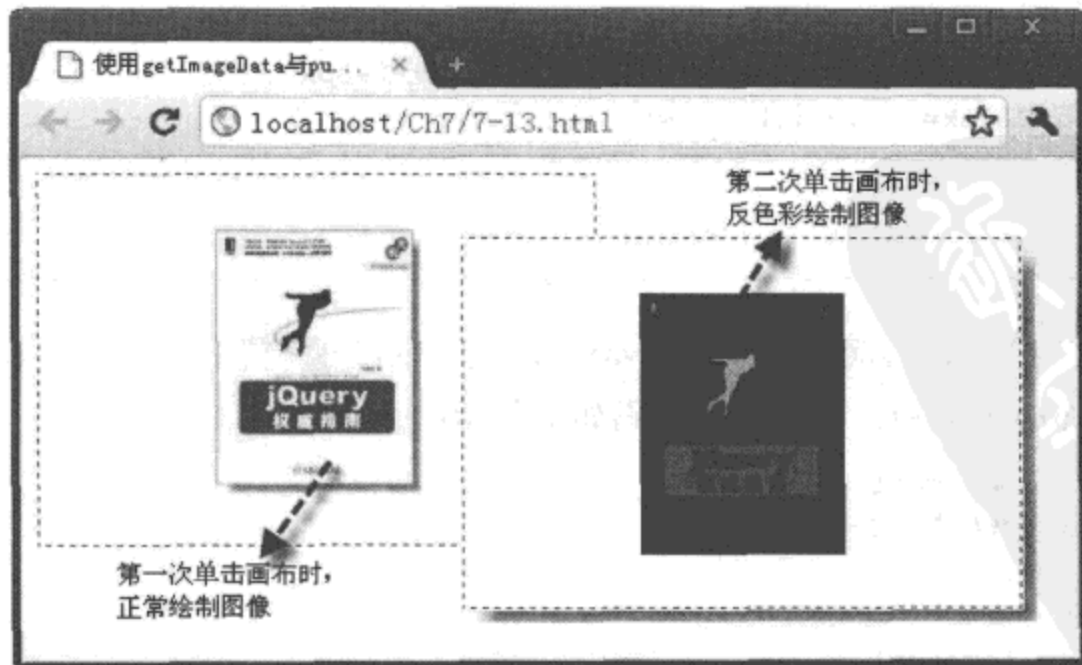 使用getImageData与pu...
localhost/Ch7/7-13.html
第二次单击画布时,
反色彩绘制图像
jQuery
权威指南
第一次单击画布时,
正常绘制图像